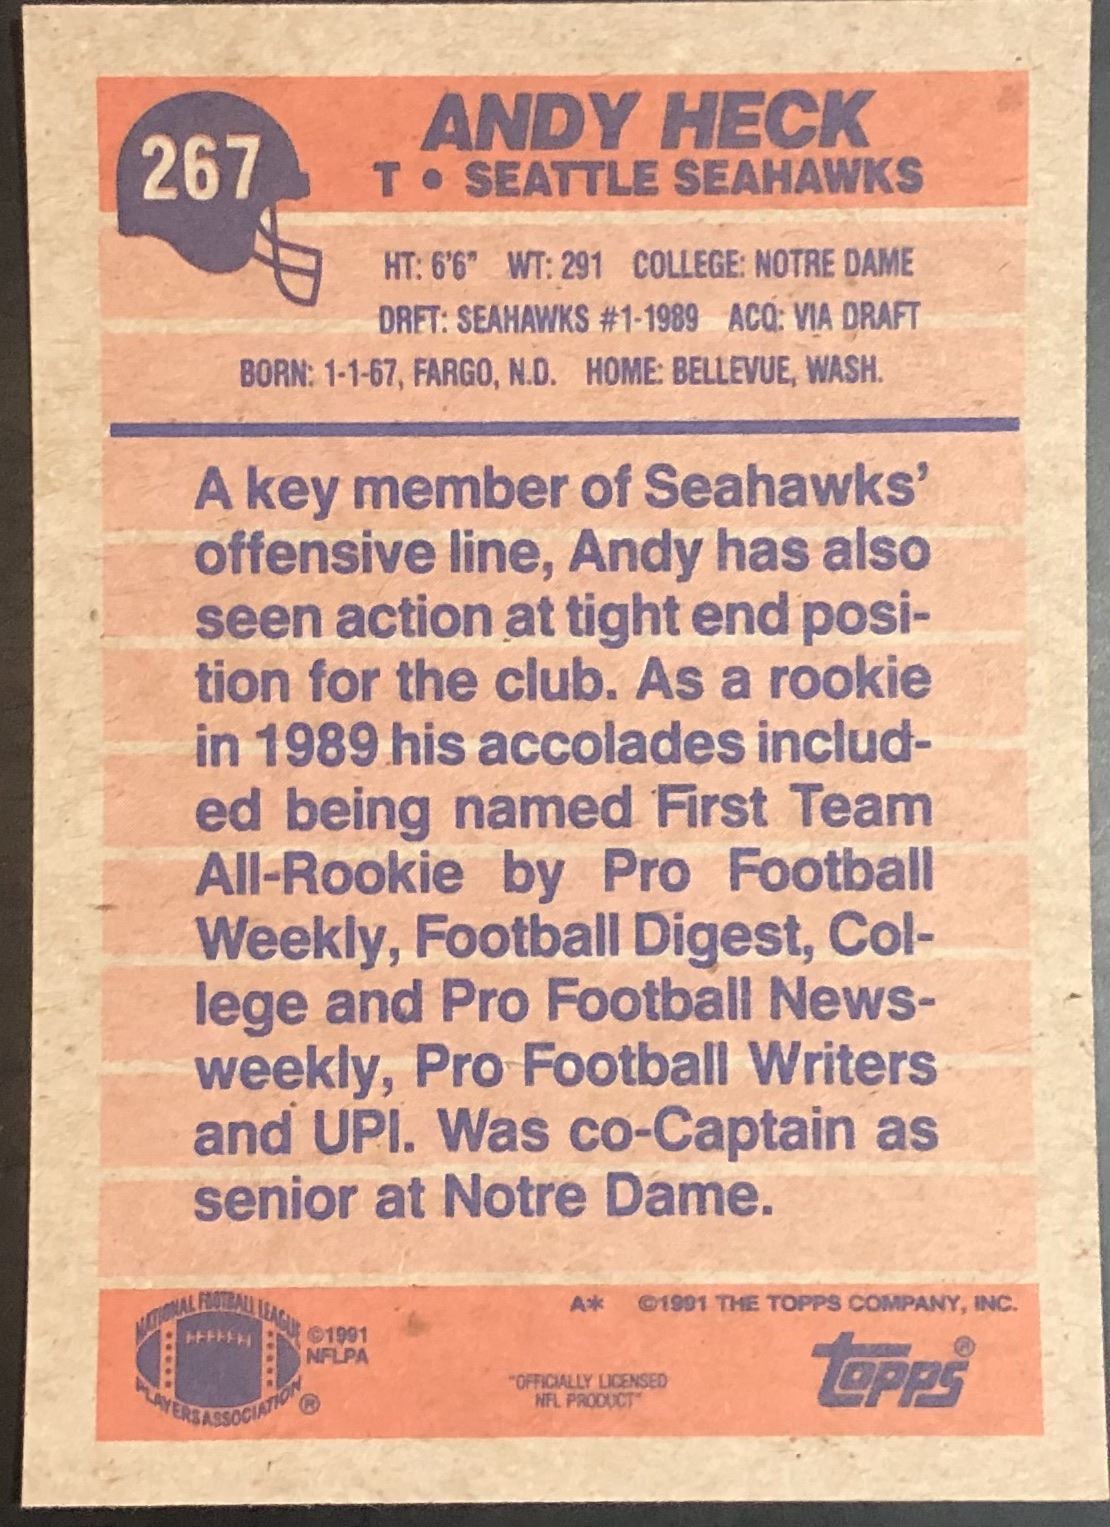 267
ANDY HECK
T • SEATTLE SEAHAWKS
HT: 6'6" WT: 291 COLLEGE: NOTRE DAME
DRFT: SEAHAWKS #1-1989 ACQ: VIA DRAFT
BORN: 1-1-67, FARGO, N.D. HOME: BELLEVUE, WASH.
A key member of Seahawks'
offensive line, Andy has also
seen action at tight end posi-
tion for the club. As a rookie
in 1989 his accolades includ-
ed being named First Team
All-Rookie by Pro Football
Weekly, Football Digest, Col-
lege and Pro Football News-
weekly, Pro Football Writers
and UPI. Was co-Captain as
senior at Notre Dame.
A* ©1991 THE TOPPS COMPANY, INC.
NATIONAL FOOTBALL LEAGUE
PLAYERS ASSOCIATION ®
©1991
NFLPA
"OFFICIALLY LICENSED
NFL PRODUCT"
topps®